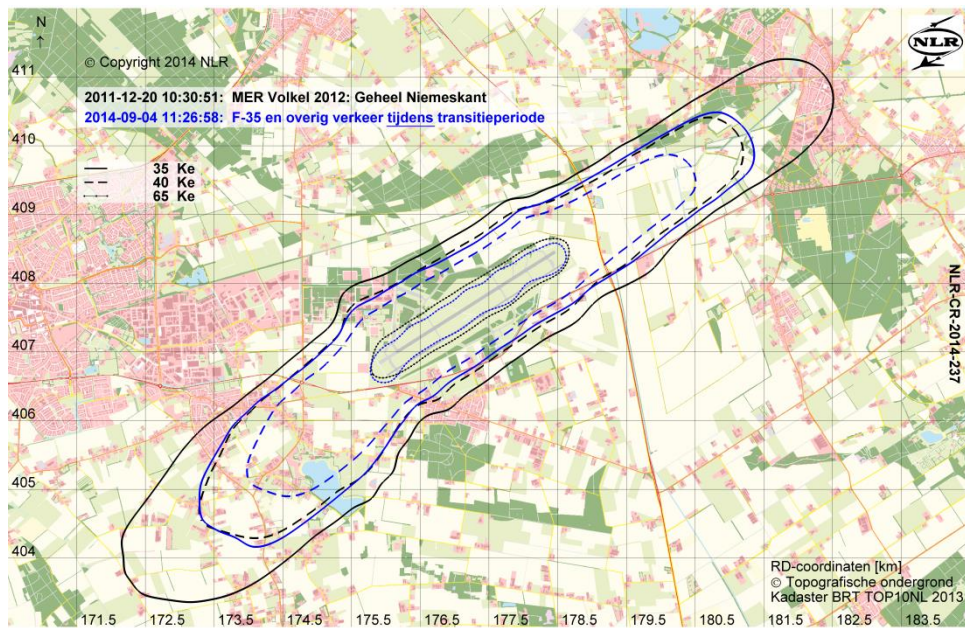 N
↑
NLR
© Copyright 2014 NLR
2011-12-20 10:30:51: MER Volkel 2012: Geheel Niemeskant
2014-09-04 11:26:58: F-35 en overig verkeer tijdens transitieperiode
35 Ke
40 Ke
65 Ke
411
410
409
408
407
406
405
404
NLR-CR-2014-237
RD-coordinaten [km]
© Topografische ondergrond
Kadaster BRT TOP10NL 2013
171.5 172.5 173.5 174.5 175.5 176.5 177.5 178.5 179.5 180.5 181.5 182.5 183.5